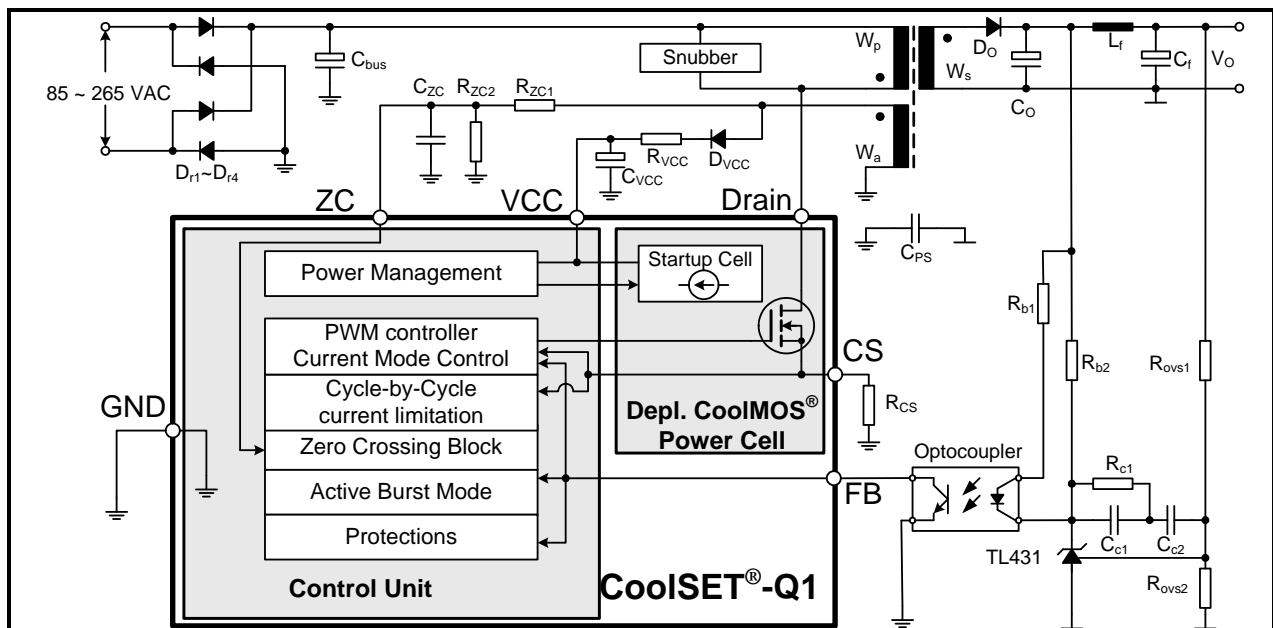 85 ~ 265 VAC
Dr1~Dr4
Cbus
Snubber
Wp
Ws
Wa
DO
CO
Lf
Cf
VO
CZC
RZC2
RZC1
RVCC
DVCC
CVCC
ZC
VCC
Drain
CPS
Power Management
Startup Cell
PWM controller
Current Mode Control
Cycle-by-Cycle
current limitation
Zero Crossing Block
Active Burst Mode
Protections
Control Unit
Depl. CoolMOS®
Power Cell
CoolSET®-Q1
GND
CS
RCS
FB
Optocoupler
Rb1
Rb2
Rovs1
Rc1
Cc1
Cc2
TL431
Rovs2